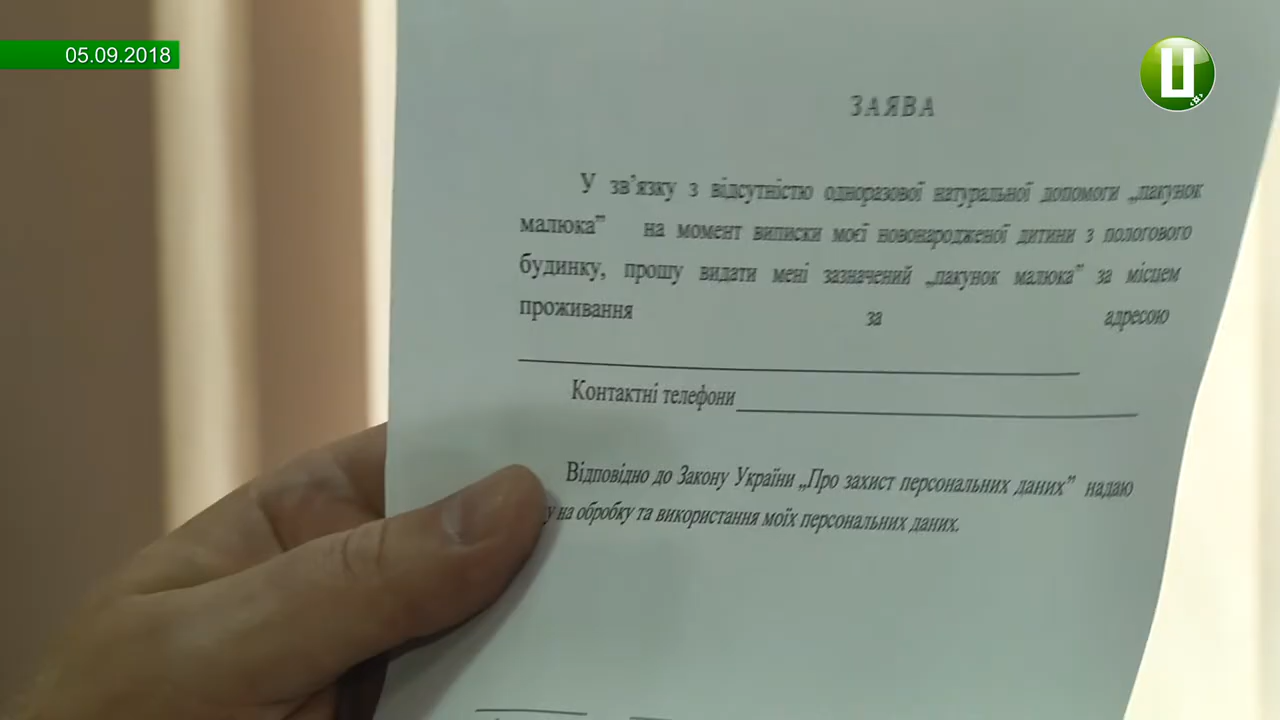 05.09.2018
Ц
ЗАЯВА
У зв’язку з відсутністю одноразової натуральної допомоги „пакунок
малюка” на момент виписки моєї новонародженої дитини з пологового
будинку, прошу видати мені зазначений „пакунок малюка” за місцем
проживання за адресою
Контактні телефони
Відповідно до Закону України „Про захист персональних даних” надаю
на обробку та використання моїх персональних даних.